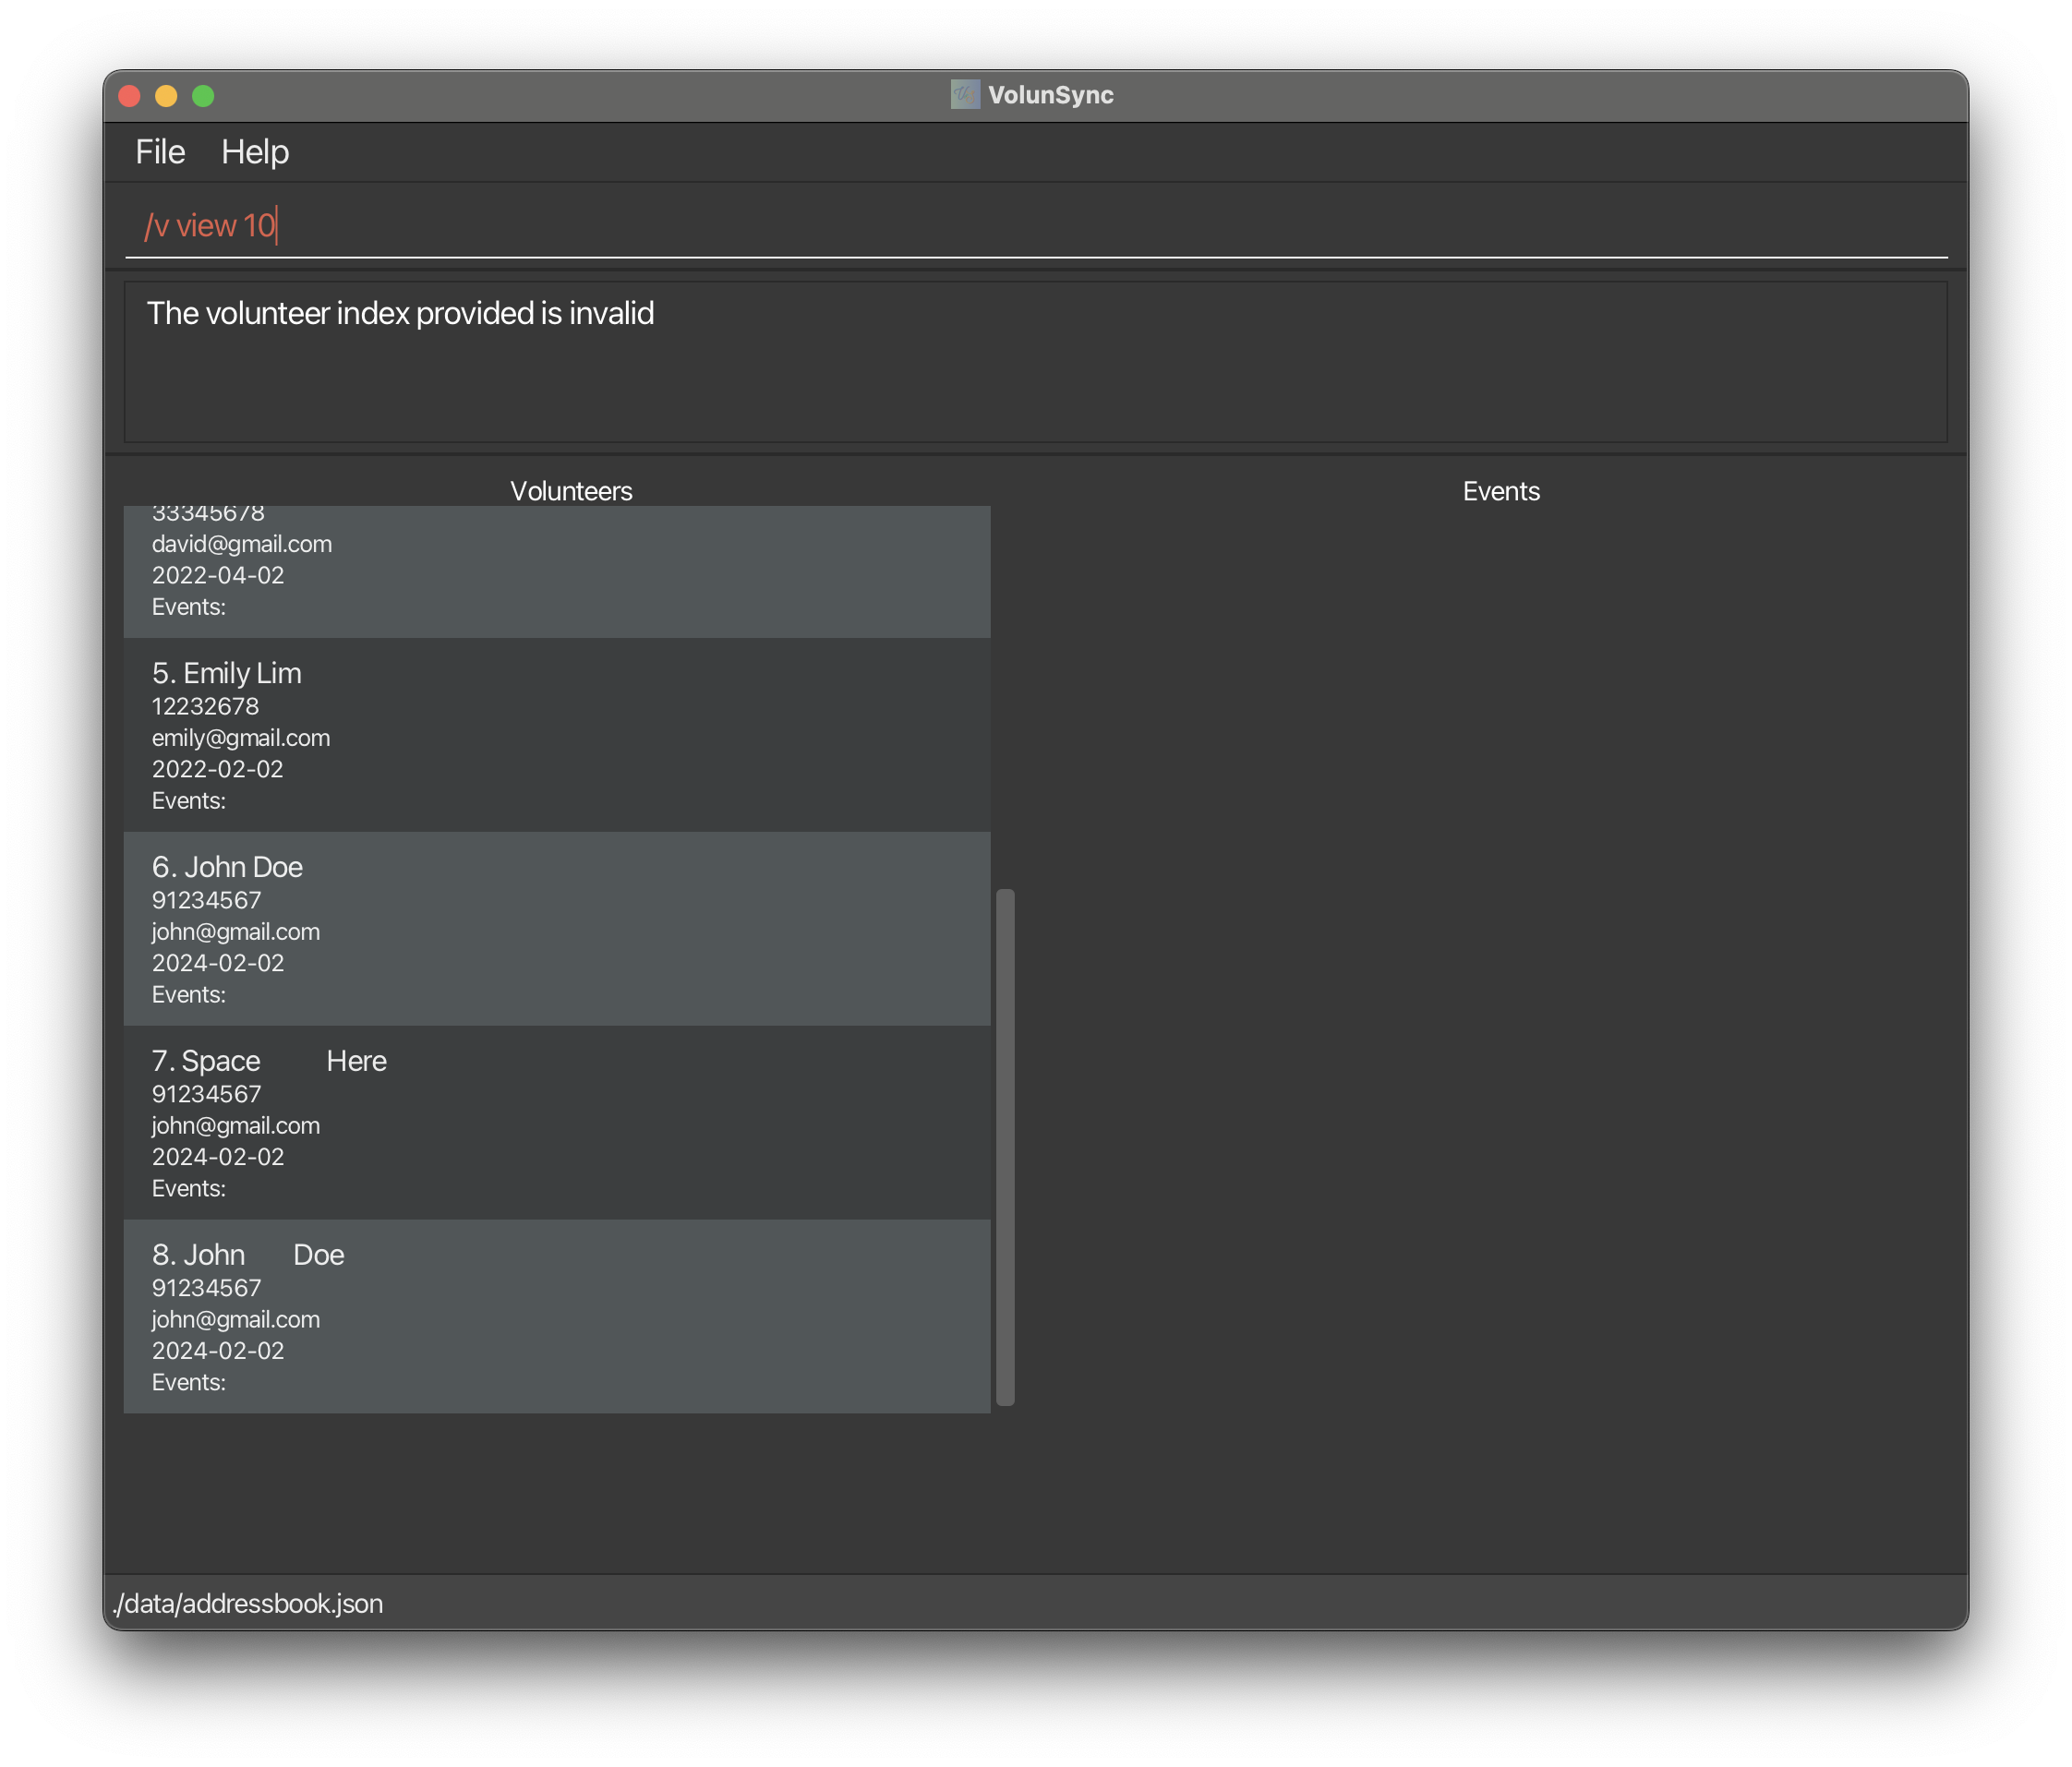 VolunSync
File Help
/v view 10
The volunteer index provided is invalid
Volunteers
Events
33345678
david@gmail.com
2022-04-02
Events:
5. Emily Lim
12232678
emily@gmail.com
2022-02-02
Events:
6. John Doe
91234567
john@gmail.com
2024-02-02
Events:
7. Space        Here
91234567
john@gmail.com
2024-02-02
Events:
8. John      Doe
91234567
john@gmail.com
2024-02-02
Events:
./data/addressbook.json